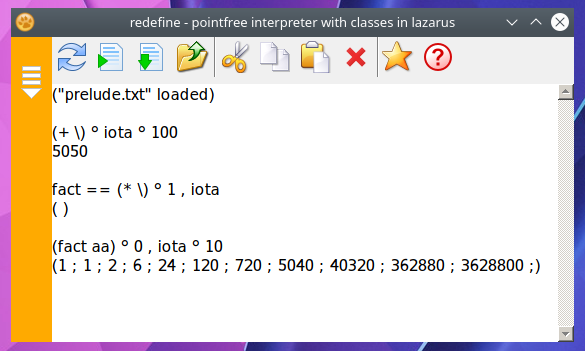 redefine - pointfree interpreter with classes in lazarus
("prelude.txt" loaded)
(+ \) ° iota ° 100
5050
fact == (* \) ° 1 , iota
( )
(fact aa) ° 0 , iota ° 10
(1 ; 1 ; 2 ; 6 ; 24 ; 120 ; 720 ; 5040 ; 40320 ; 362880 ; 3628800 ;)